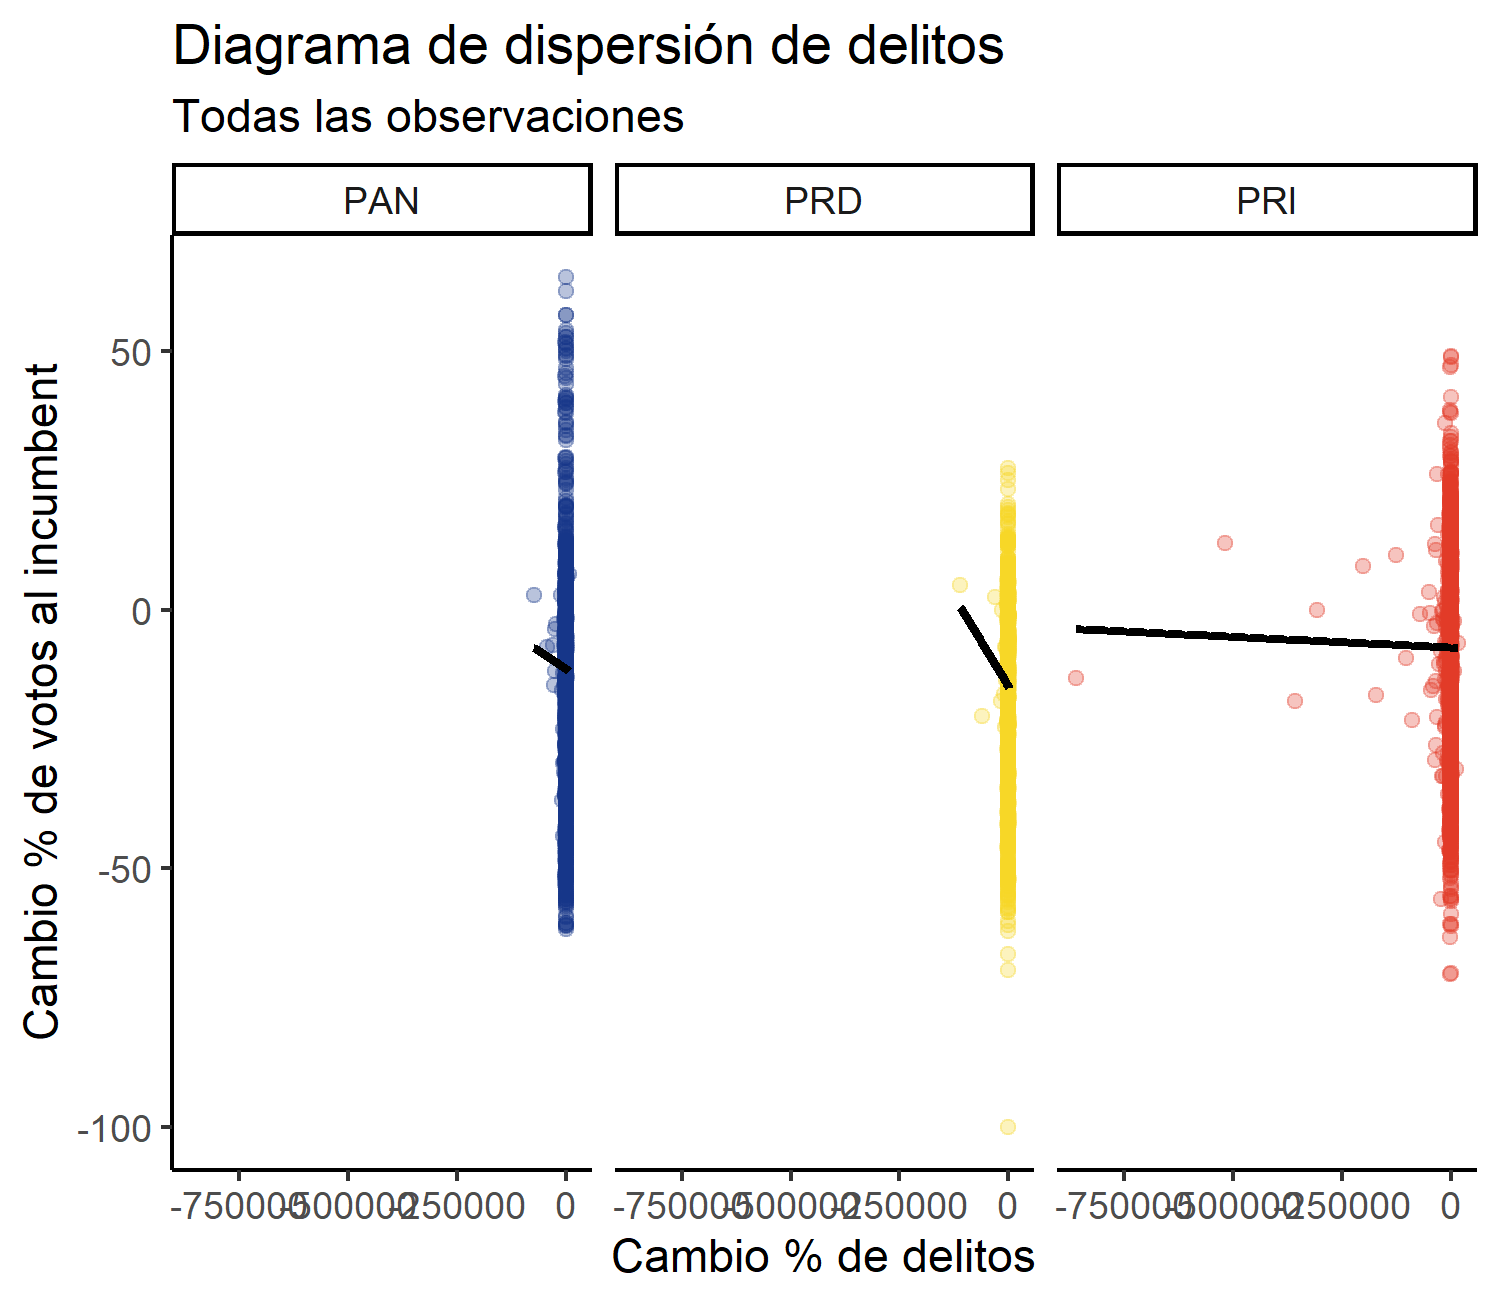 Diagrama de dispersión de delitos
Todas las observaciones
PAN PRD PRI
Cambio % de votos al incumbent
50
0
-50
-100
-750000 -500000 -250000 0 -750000 -500000 -250000 0 -750000 -500000 -250000 0
Cambio % de delitos